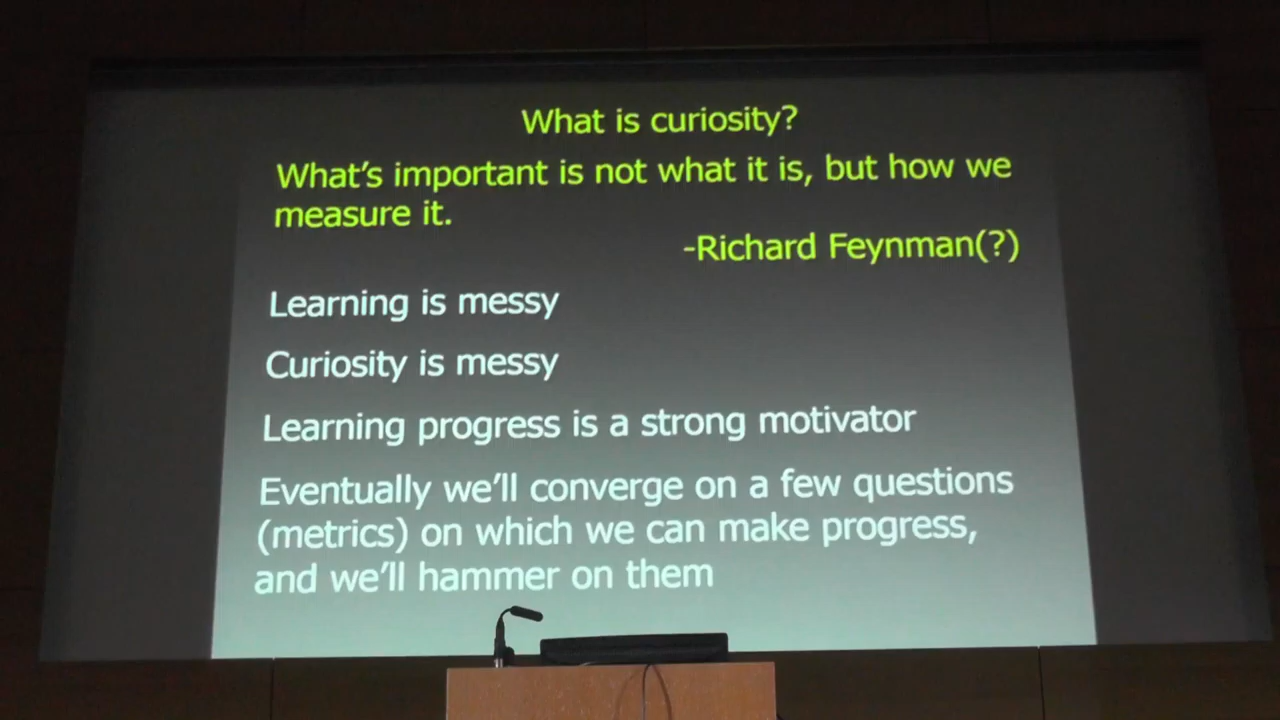 What is curiosity?
What's important is not what it is, but how we
measure it.
-Richard Feynman(?)
Learning is messy
Curiosity is messy
Learning progress is a strong motivator
Eventually we'll converge on a few questions
(metrics) on which we can make progress,
and we'll hammer on them